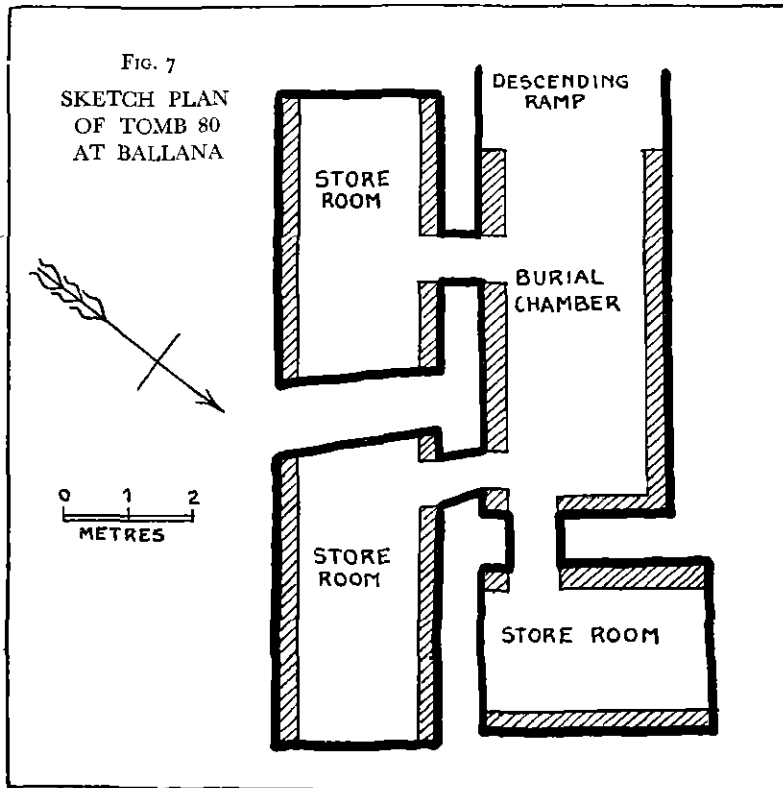 FIG. 7
SKETCH PLAN
OF TOMB 80
AT BALLANA
DESCENDING
RAMP
STORE
ROOM
BURIAL
CHAMBER
0 1 2
METRES
STORE
ROOM
STORE ROOM